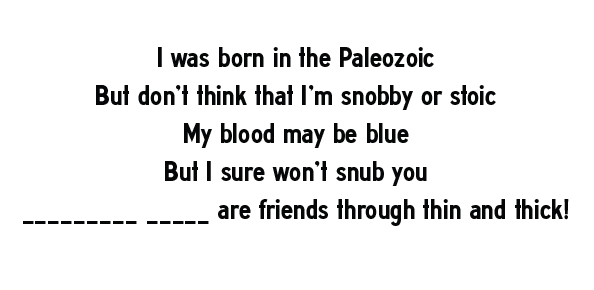 I was born in the Paleozoic
But don't think that I'm snobby or stoic
My blood may be blue
But I sure won't snub you
_________ _____ are friends through thin and thick!